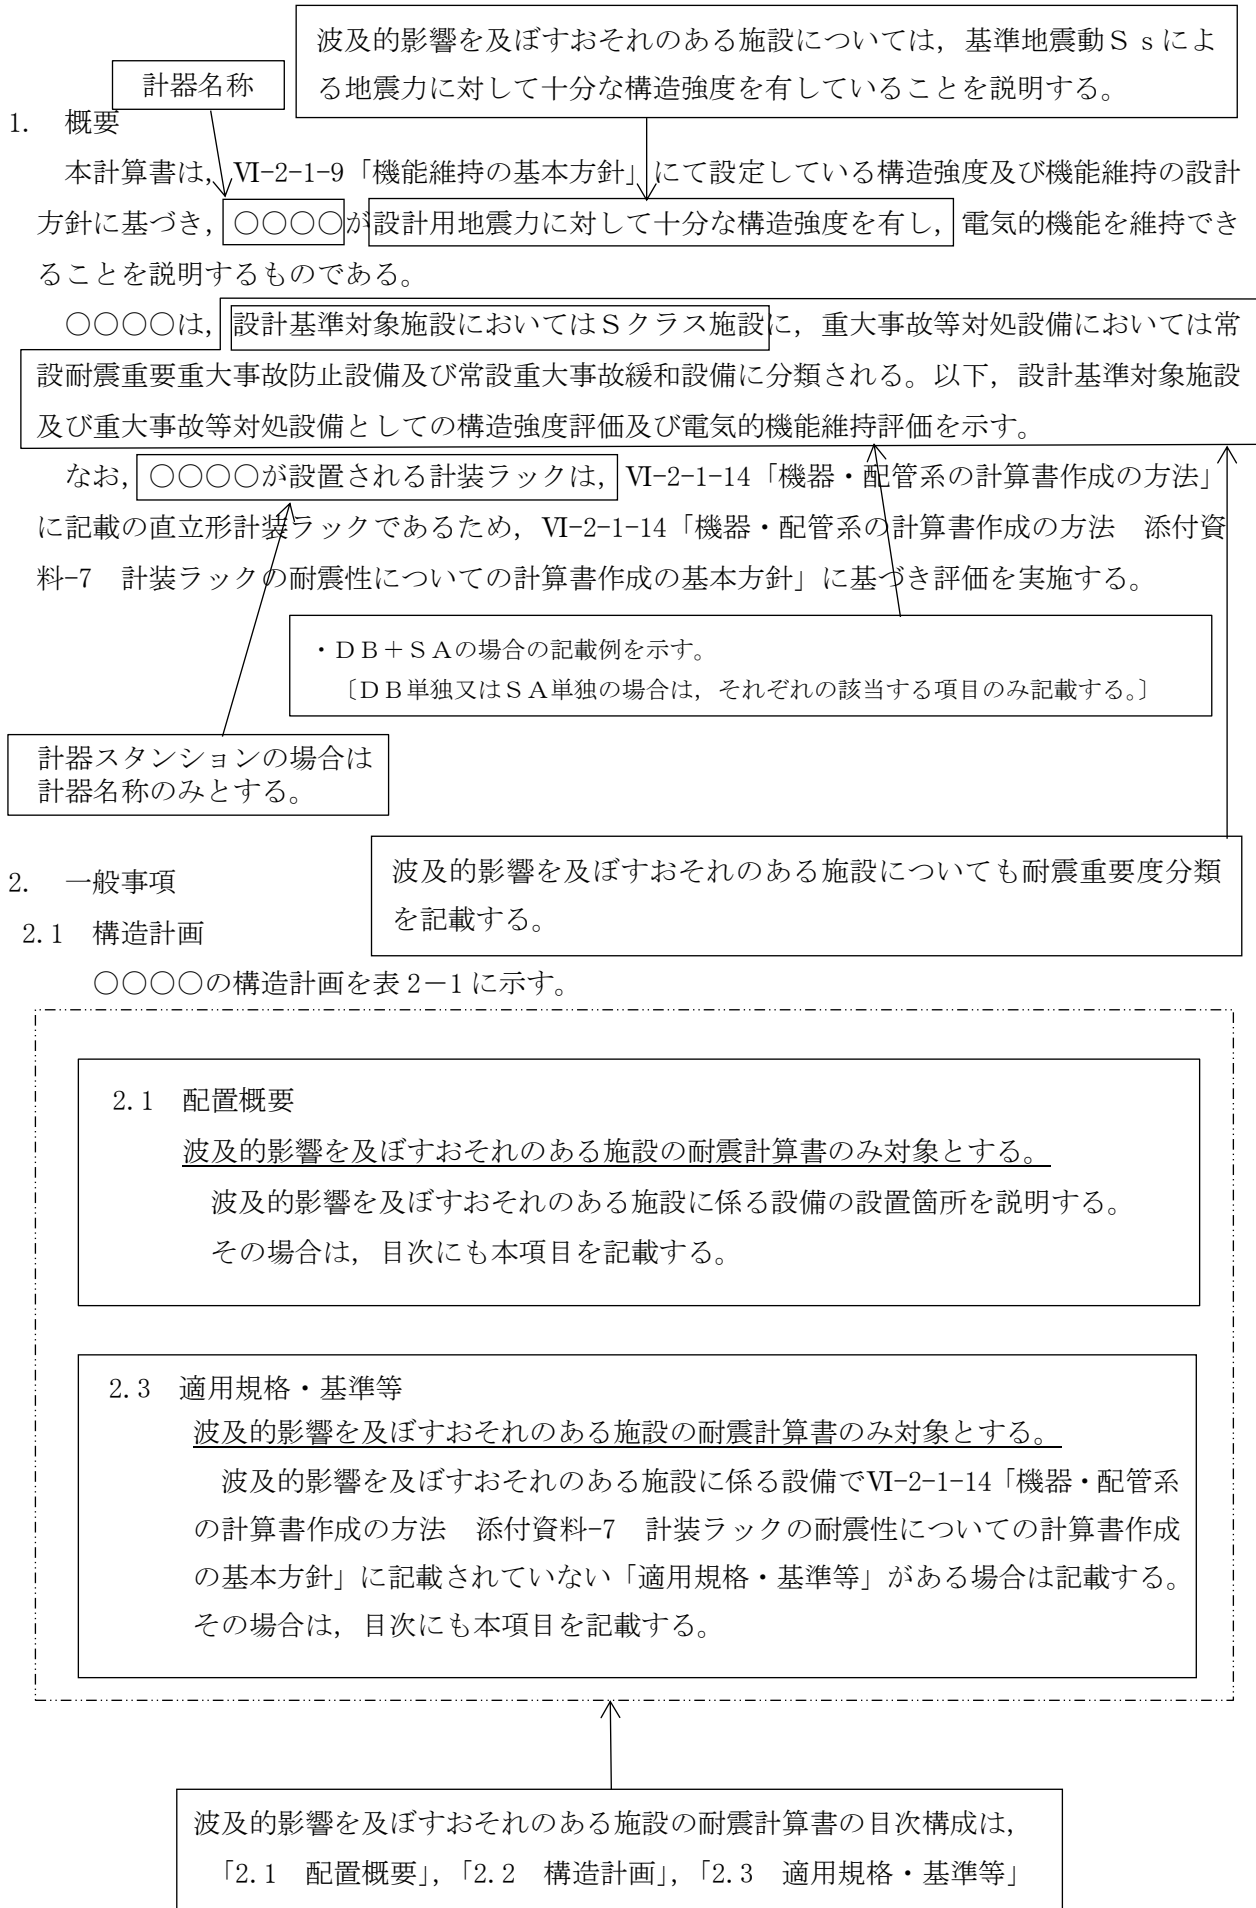 波及的影響を及ぼすおそれのある施設については，基準地震動Ｓｓによ
る地震力に対して十分な構造強度を有していることを説明する。
計器名称
1.　概要
本計算書は，Ⅵ-2-1-9「機能維持の基本方針」にて設定している構造強度及び機能維持の設計
方針に基づき，○○○○が設計用地震力に対して十分な構造強度を有し，電気的機能を維持でき
ることを説明するものである。
○○○○は，設計基準対象施設においてはＳクラス施設に，重大事故等対処設備においては常
設耐震重要重大事故防止設備及び常設重大事故緩和設備に分類される。以下，設計基準対象施設
及び重大事故等対処設備としての構造強度評価及び電気的機能維持評価を示す。
なお，○○○○が設置される計装ラックは，Ⅵ-2-1-14「機器・配管系の計算書作成の方法」
に記載の直立形計装ラックであるため，Ⅵ-2-1-14「機器・配管系の計算書作成の方法　添付資
料-7　計装ラックの耐震性についての計算書作成の基本方針」に基づき評価を実施する。
・ＤＢ＋ＳＡの場合の記載例を示す。
〔ＤＢ単独又はＳＡ単独の場合は，それぞれの該当する項目のみ記載する。〕
計器スタンションの場合は
計器名称のみとする。
波及的影響を及ぼすおそれのある施設についても耐震重要度分類
を記載する。
2.　一般事項
2.1　構造計画
○○○○の構造計画を表 2－1 に示す。
2.1　配置概要
波及的影響を及ぼすおそれのある施設の耐震計算書のみ対象とする。
波及的影響を及ぼすおそれのある施設に係る設備の設置箇所を説明する。
その場合は，目次にも本項目を記載する。
2.3　適用規格・基準等
波及的影響を及ぼすおそれのある施設の耐震計算書のみ対象とする。
波及的影響を及ぼすおそれのある施設に係る設備でⅥ-2-1-14「機器・配管系
の計算書作成の方法　添付資料-7　計装ラックの耐震性についての計算書作成
の基本方針」に記載されていない「適用規格・基準等」がある場合は記載する。
その場合は，目次にも本項目を記載する。
波及的影響を及ぼすおそれのある施設の耐震計算書の目次構成は，
「2.1　配置概要」，「2.2　構造計画」，「2.3　適用規格・基準等」